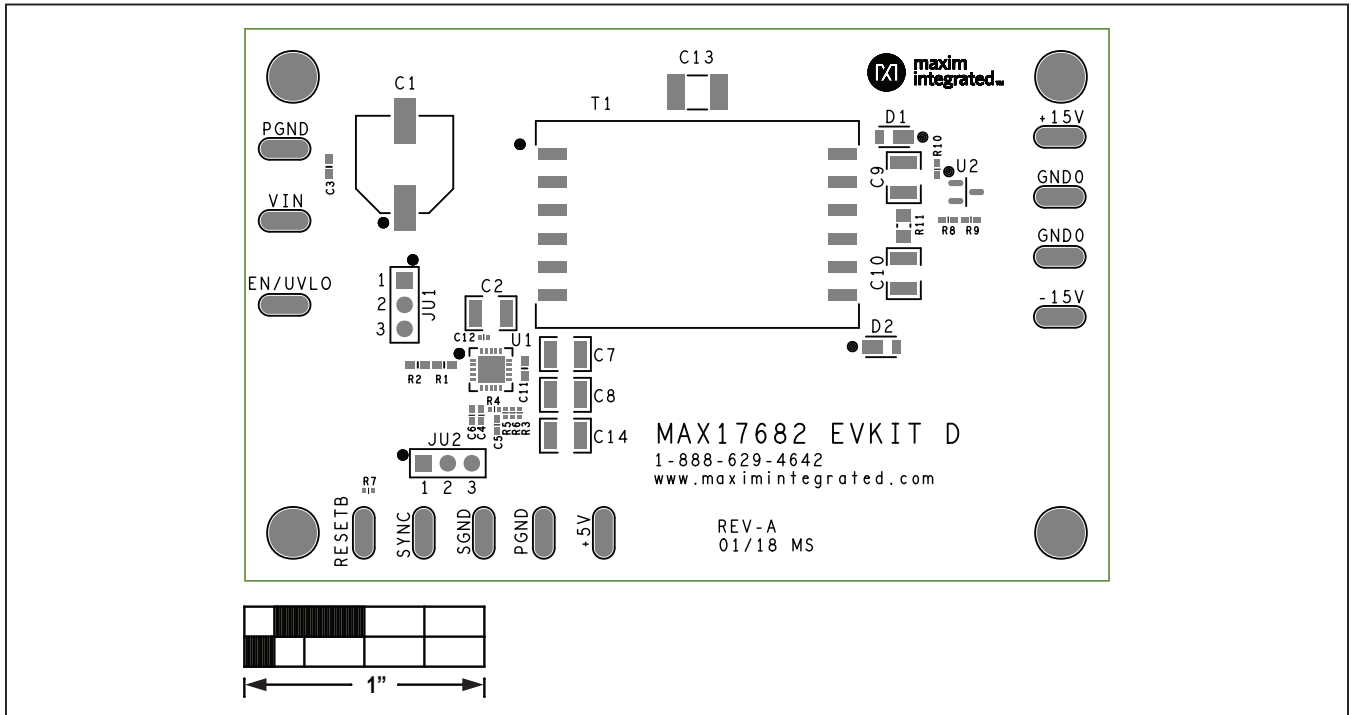 C13
maxim
integrated™
C1
T1
D1
+15V
PGND
R10
U2
C3
C9
GND0
VIN
R11
R8 R9
GND0
EN/UVLO
1
2
3
JU1
C2
C10
-15V
C12
U1
D2
R2 R1
C11
C7
R4
C8
C6
C4
C5
R5
R6
R3
JU2
C14
MAX17682 EVKIT D
1-888-629-4642
www.maximintegrated.com
1 2 3
R7
RESETB
SYNC
SGND
PGND
+5V
REV-A
01/18 MS
1”